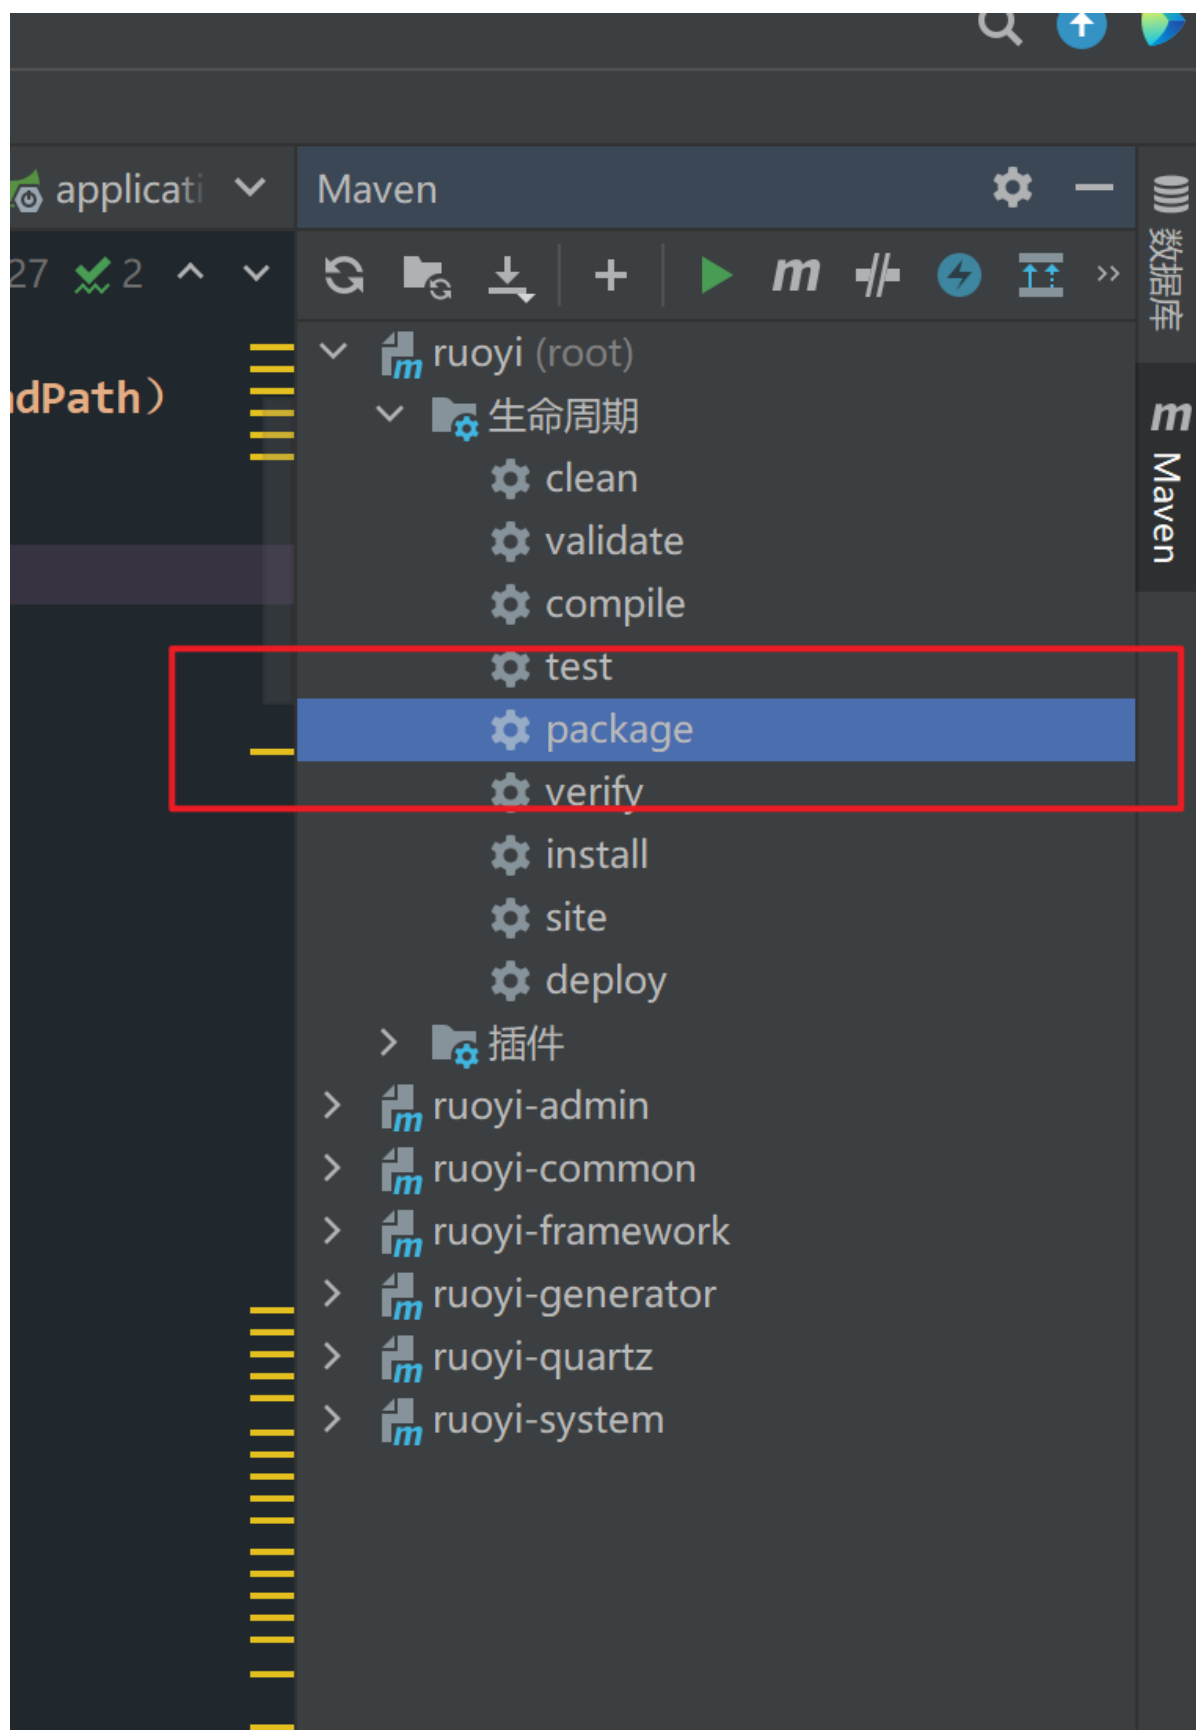 applicati
Maven
27 2
数据库
ruoyi (root)
dPath)
生命周期
m Maven
clean
validate
compile
test
package
verify
install
site
deploy
插件
ruoyi-admin
ruoyi-common
ruoyi-framework
ruoyi-generator
ruoyi-quartz
ruoyi-system